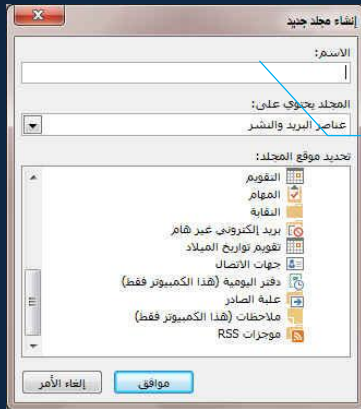 إنشاء مجلد جديد
الاسم:
المجلد يحتوي على:
عناصر البريد والنشر
تحديد موقع المجلد:
التقويم
المهام
النقابة
بريد إلكتروني غير هام
تقويم تواريخ الميلاد
جهات الاتصال
دفتر اليومية (هذا الكمبيوتر فقط)
علبة الصادر
ملاحظات (هذا الكمبيوتر فقط)
موجزات RSS
موافق
إلغاء الأمر